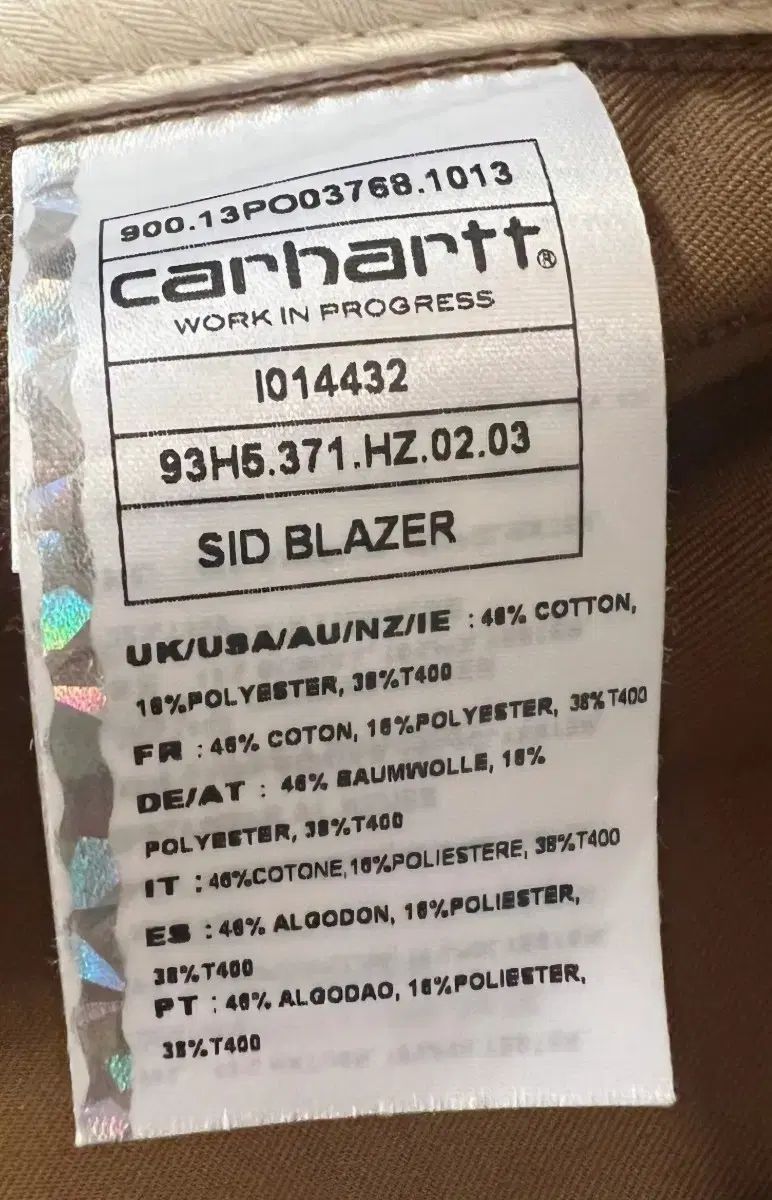 900.13PO03768.1013
carhartt®
WORK IN PROGRESS
I014432
93H5.371.HZ.02.03
SID BLAZER
UK/USA/AU/NZ/IE : 46% COTTON,
16%POLYESTER, 38%T400
FR : 46% COTON, 16%POLYESTER, 38%T400
DE/AT : 46% BAUMWOLLE, 16%
POLYESTER, 38%T400
IT : 46%COTONE,16%POLIESTERE, 38%T400
ES : 46% ALGODON, 16%POLIESTER,
38%T400
PT : 46% ALGODAO, 16%POLIESTER,
38%T400